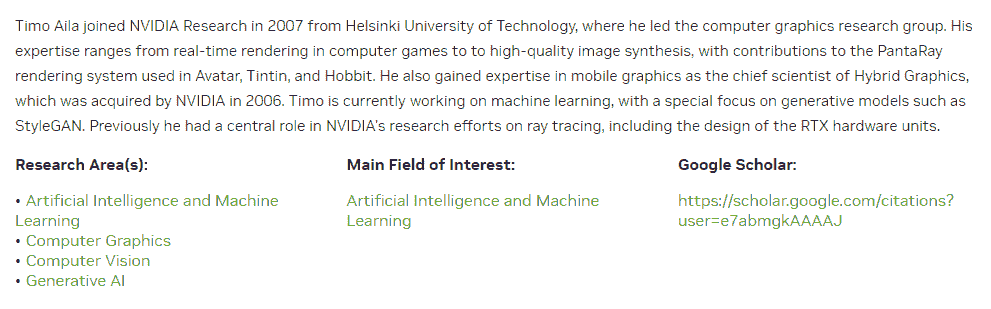 Timo Aila joined NVIDIA Research in 2007 from Helsinki University of Technology, where he led the computer graphics research group. His
expertise ranges from real-time rendering in computer games to to high-quality image synthesis, with contributions to the PantaRay
rendering system used in Avatar, Tintin, and Hobbit. He also gained expertise in mobile graphics as the chief scientist of Hybrid Graphics,
which was acquired by NVIDIA in 2006. Timo is currently working on machine learning, with a special focus on generative models such as
StyleGAN. Previously he had a central role in NVIDIA's research efforts on ray tracing, including the design of the RTX hardware units.
Research Area(s):
• Artificial Intelligence and Machine
Learning
• Computer Graphics
• Computer Vision
• Generative AI
Main Field of Interest:
Artificial Intelligence and Machine
Learning
Google Scholar:
https://scholar.google.com/citations?
user=e7abmgkAAAAJ